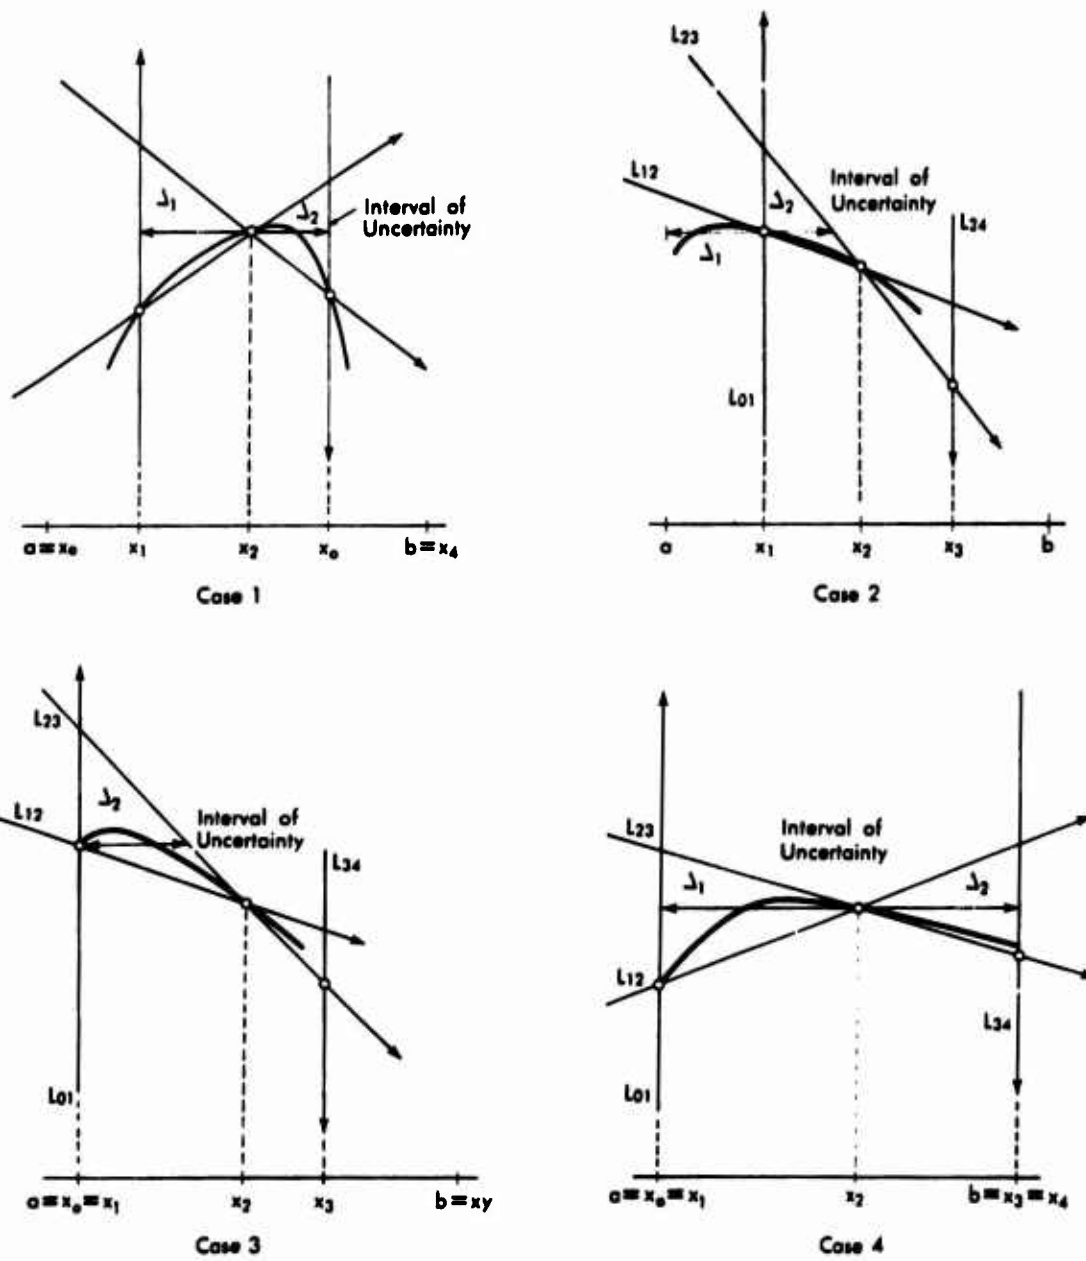 Δ₁
Δ₂
Interval of
Uncertainty
a=x₀
x₁
x₂
x₀
b=x₄
Case 1
L23
L12
Interval of
Uncertainty
Δ₂
L34
Δ₁
L01
a
x₁
x₂
x₃
b
Case 2
L23
Δ₂
L12
Interval of
Uncertainty
L34
L01
a=x₀=x₁
x₂
x₃
b=xy
Case 3
L23
Interval of
Uncertainty
Δ₁
Δ₂
L12
L34
L01
a=x₀=x₁
x₂
b=x₃=x₄
Case 4